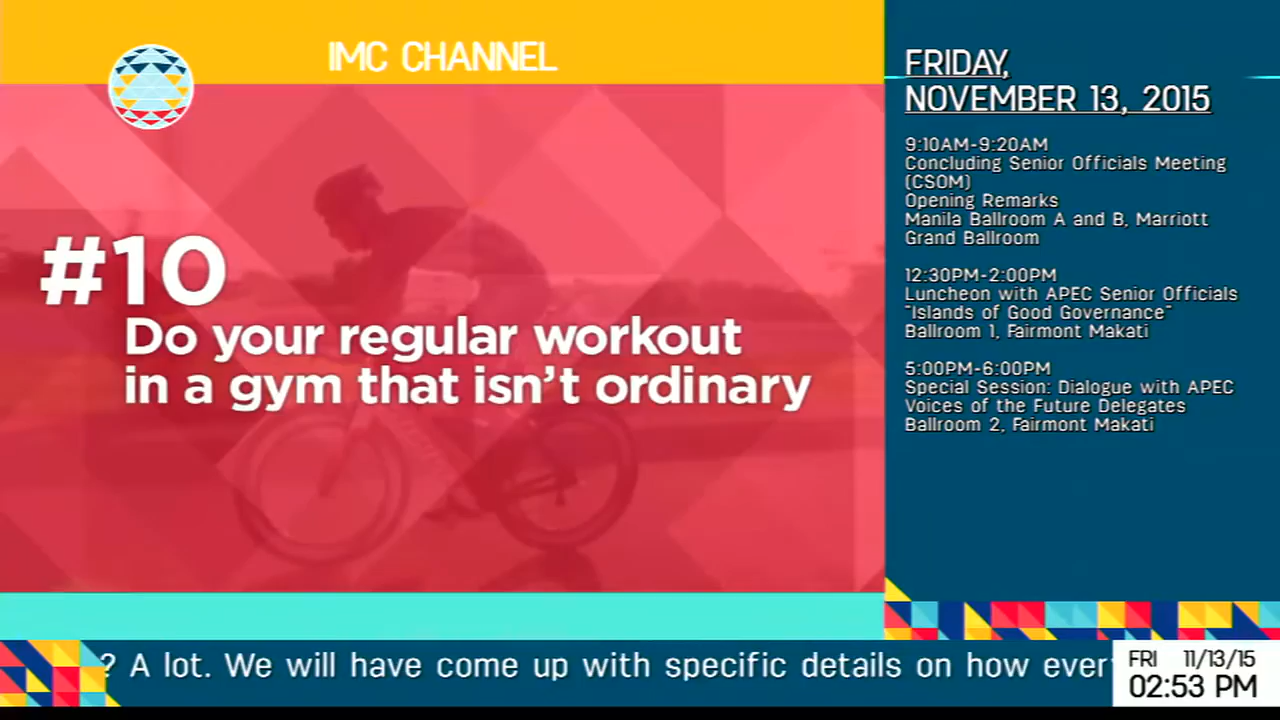 IMC CHANNEL
#10
Do your regular workout
in a gym that isn't ordinary
FRIDAY,
NOVEMBER 13, 2015
9:10AM-9:20AM
Concluding Senior Officials Meeting
(CSOM)
Opening Remarks
Manila Ballroom A and B, Marriott
Grand Ballroom
12:30PM-2:00PM
Luncheon with APEC Senior Officials
"Islands of Good Governance"
Ballroom 1, Fairmont Makati
5:00PM-6:00PM
Special Session: Dialogue with APEC
Voices of the Future Delegates
Ballroom 2, Fairmont Makati
? A lot. We will have come up with specific details on how ever
FRI 11/13/15
02:53 PM